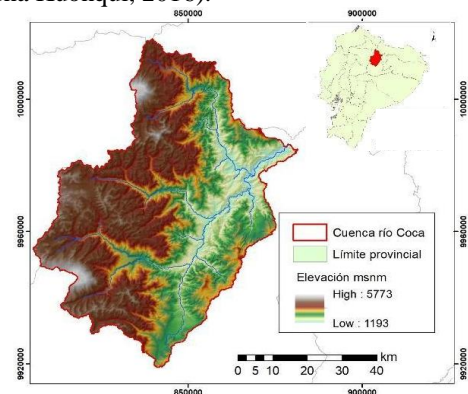 2016).
850000 900000
10000000
10000000
Cuenca río Coca
Límite provincial
Elevación msnm
High : 5773
Low : 1193
9960000
9960000
9920000
9920000
km
0 5 10 20 30 40
850000 900000